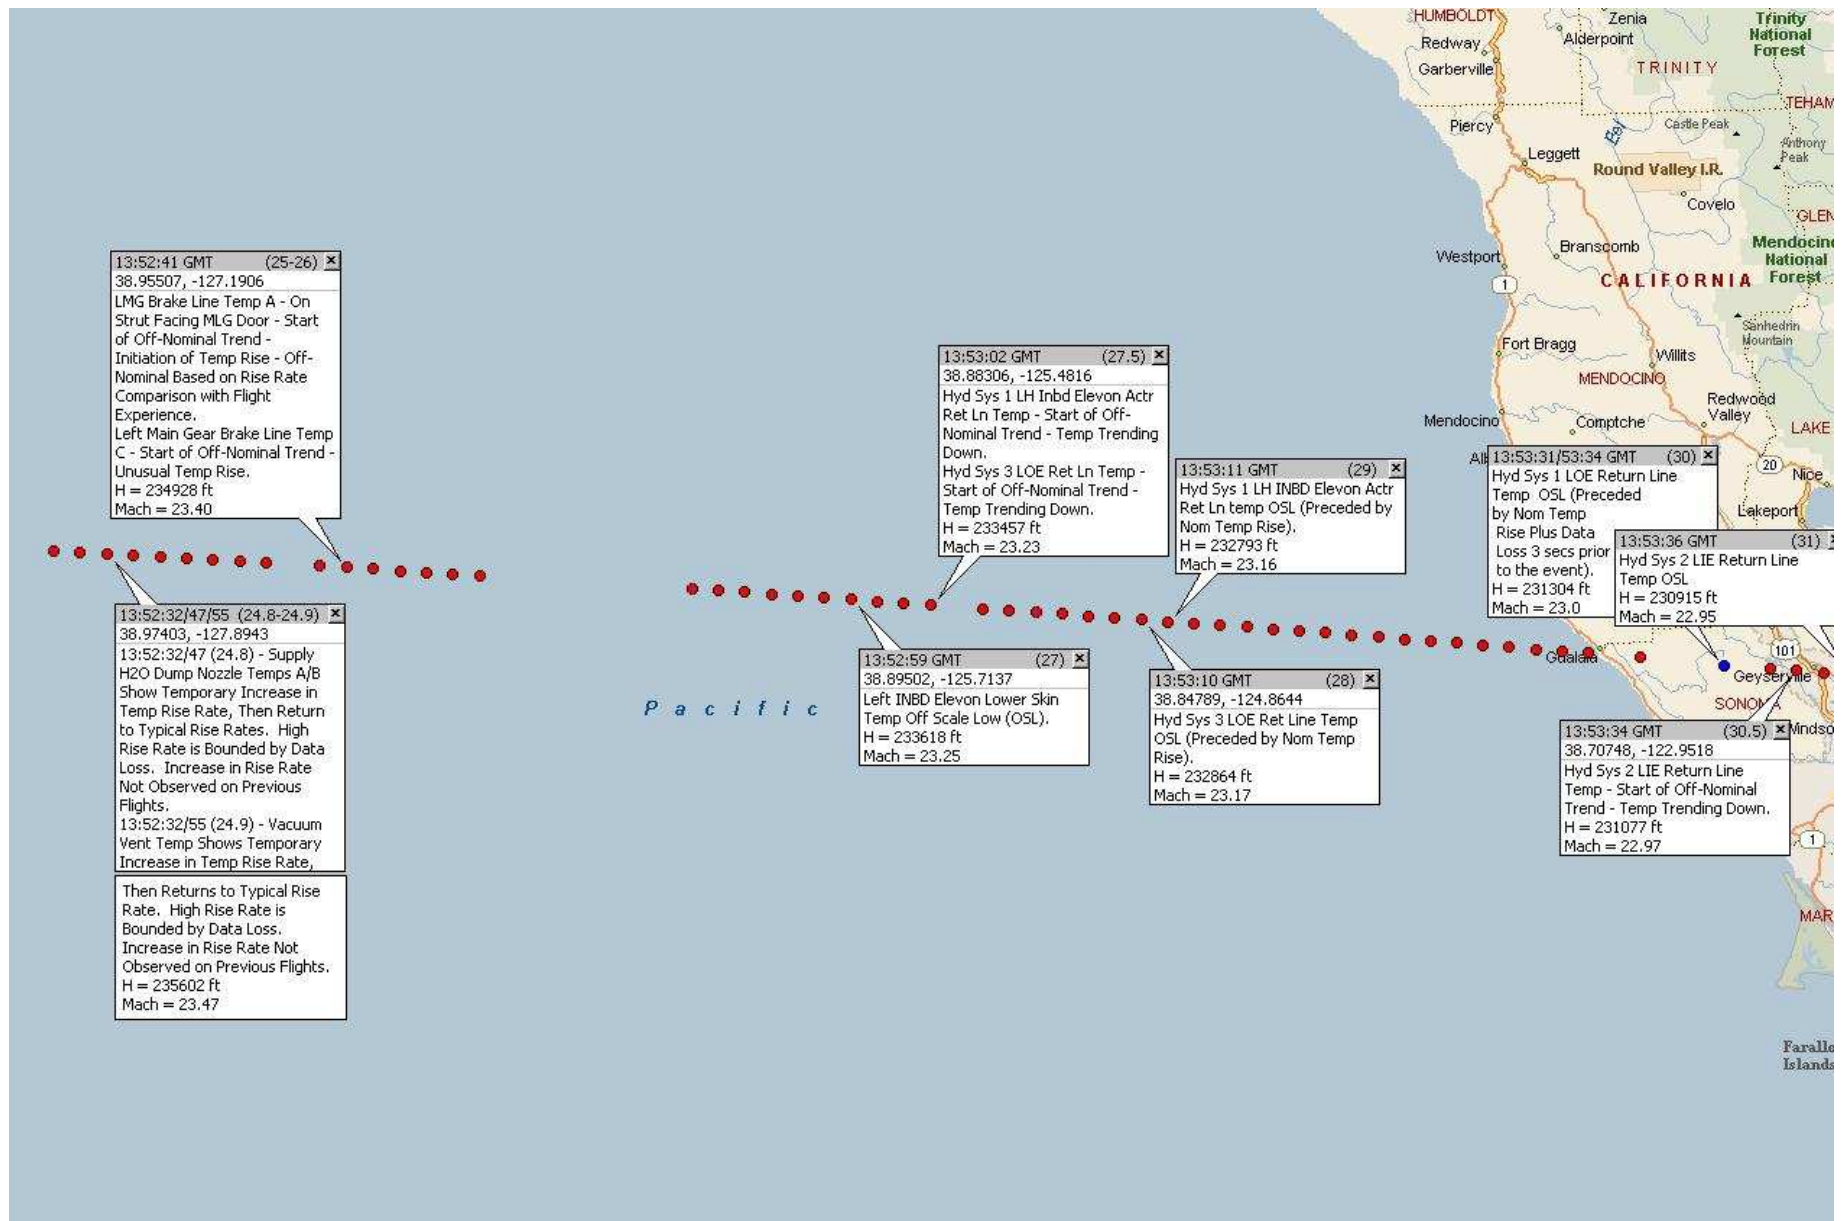 HUMBOLDT
Zenia
Trinity
National
Forest
Redway
Alderpoint
Garberville
TRINITY
Piercy
Castle Peak
Eel
Anthony
Peak
Leggett
Round Valley I.R.
Covelo
Branscomb
Mendocino
National
Forest
Westport
1
CALIFORNIA
Sanhedrin
Mountain
Fort Bragg
Willits
MENDOCINO
Redwood
Valley
Mendocino
Comptche
LAKE
20
Nice
Lakeport
13:52:41 GMT (25-26)
38.95507, -127.1906
LMG Brake Line Temp A - On
Strut Facing MLG Door - Start
of Off-Nominal Trend -
Initiation of Temp Rise - Off-
Nominal Based on Rise Rate
Comparison with Flight
Experience.
Left Main Gear Brake Line Temp
C - Start of Off-Nominal Trend -
Unusual Temp Rise.
H = 234928 ft
Mach = 23.40
13:53:02 GMT (27.5)
38.88306, -125.4816
Hyd Sys 1 LH Inbd Elevon Actr
Ret Ln Temp - Start of Off-
Nominal Trend - Temp Trending
Down.
Hyd Sys 3 LOE Ret Ln Temp -
Start of Off-Nominal Trend -
Temp Trending Down.
H = 233457 ft
Mach = 23.23
13:53:11 GMT (29)
Hyd Sys 1 LH INBD Elevon Actr
Ret Ln temp OSL (Preceded by
Nom Temp Rise).
H = 232793 ft
Mach = 23.16
13:53:31/53:34 GMT (30)
Hyd Sys 1 LOE Return Line
Temp OSL (Preceded
by Nom Temp
Rise Plus Data
Loss 3 secs prior
to the event).
H = 231304 ft
Mach = 23.0
13:53:36 GMT (31)
Hyd Sys 2 LIE Return Line
Temp OSL
H = 230915 ft
Mach = 22.95
13:52:32/47/55 (24.8-24.9)
38.97403, -127.8943
13:52:32/47 (24.8) - Supply
H2O Dump Nozzle Temps A/B
Show Temporary Increase in
Temp Rise Rate, Then Return
to Typical Rise Rates. High
Rise Rate is Bounded by Data
Loss. Increase in Rise Rate
Not Observed on Previous
Flights.
13:52:32/55 (24.9) - Vacuum
Vent Temp Shows Temporary
Increase in Temp Rise Rate,
Then Returns to Typical Rise
Rate. High Rise Rate is
Bounded by Data Loss.
Increase in Rise Rate Not
Observed on Previous Flights.
H = 235602 ft
Mach = 23.47
Pacific
13:52:59 GMT (27)
38.89502, -125.7137
Left INBD Elevon Lower Skin
Temp Off Scale Low (OSL).
H = 233618 ft
Mach = 23.25
13:53:10 GMT (28)
38.84789, -124.8644
Hyd Sys 3 LOE Ret Line Temp
OSL (Preceded by Nom Temp
Rise).
H = 232864 ft
Mach = 23.17
Gualala
101
Geyserville
SONOMA
13:53:34 GMT (30.5)
38.70748, -122.9518
Hyd Sys 2 LIE Return Line
Temp - Start of Off-Nominal
Trend - Temp Trending Down.
H = 231077 ft
Mach = 22.97
1
Islands